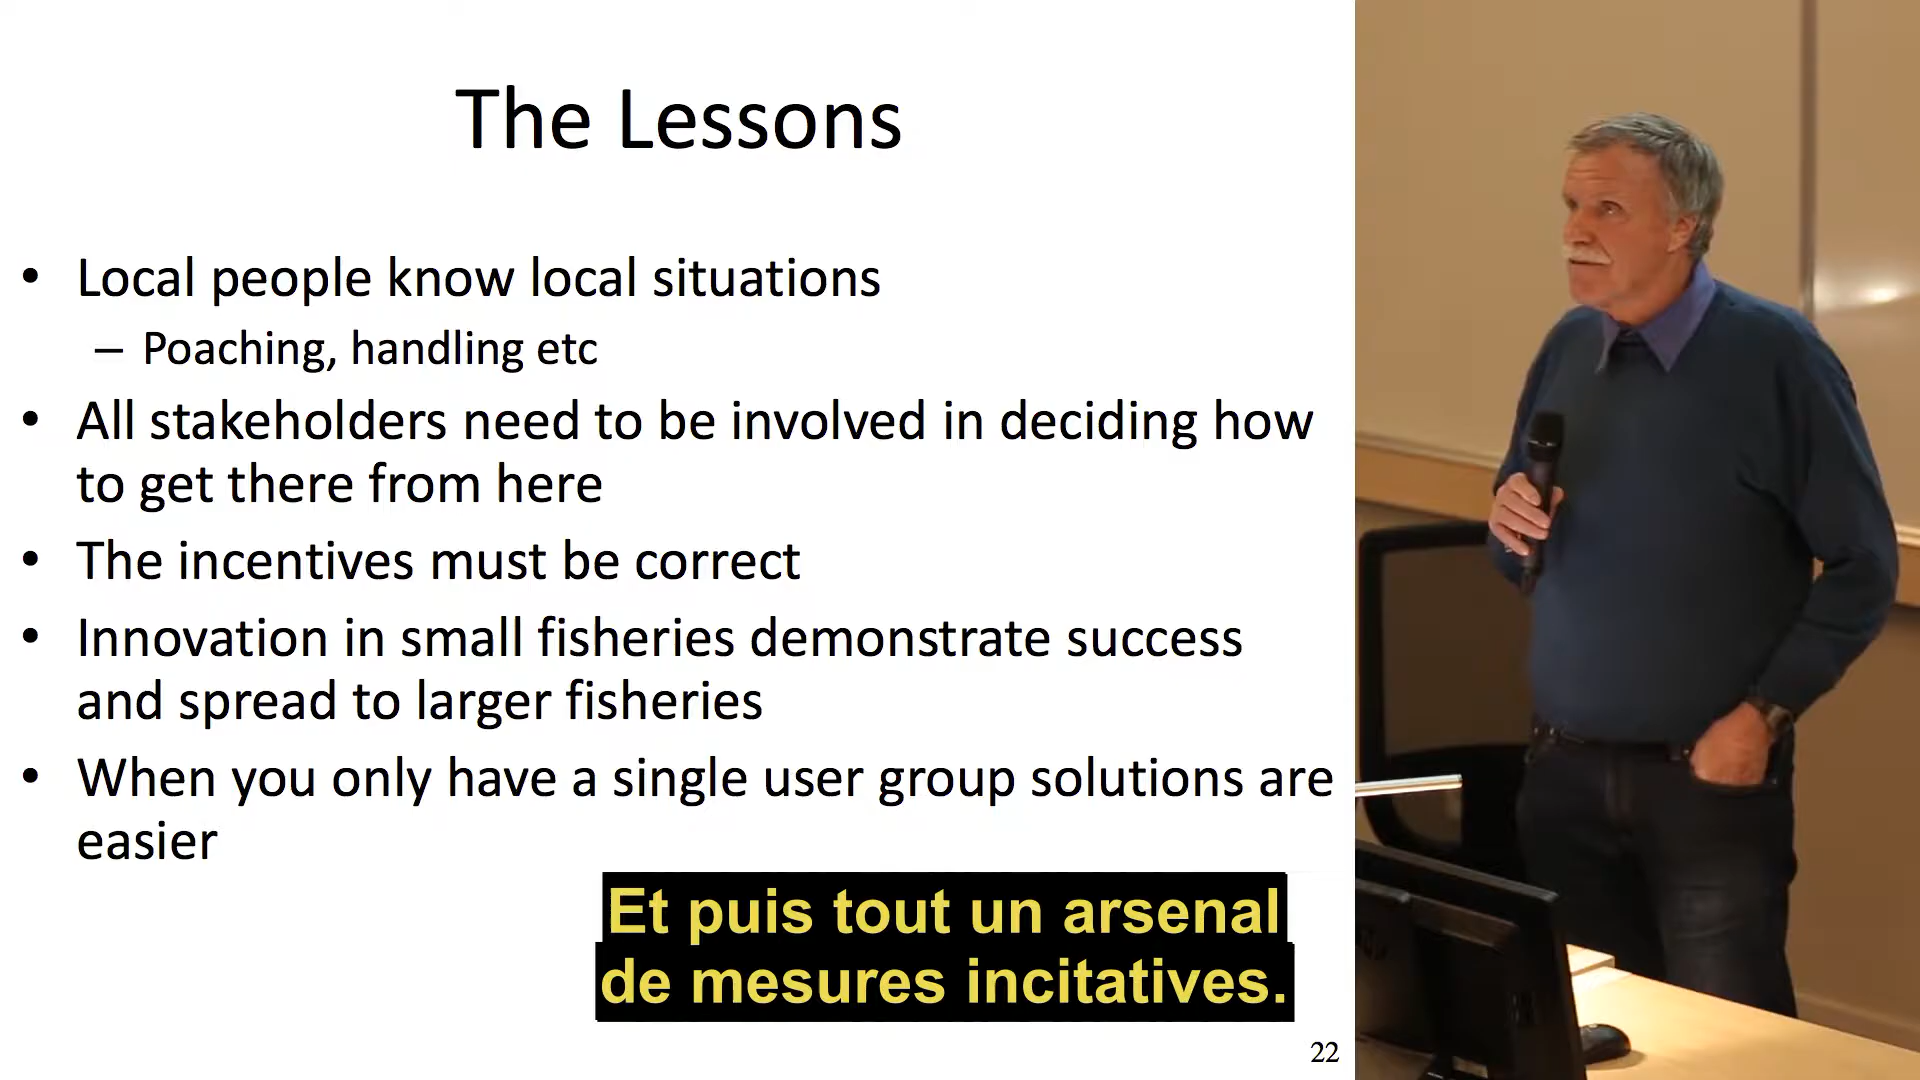 The Lessons
• Local people know local situations
– Poaching, handling etc
• All stakeholders need to be involved in deciding how
to get there from here
• The incentives must be correct
• Innovation in small fisheries demonstrate success
and spread to larger fisheries
• When you only have a single user group solutions are
easier
Et puis tout un arsenal
de mesures incitatives.
22